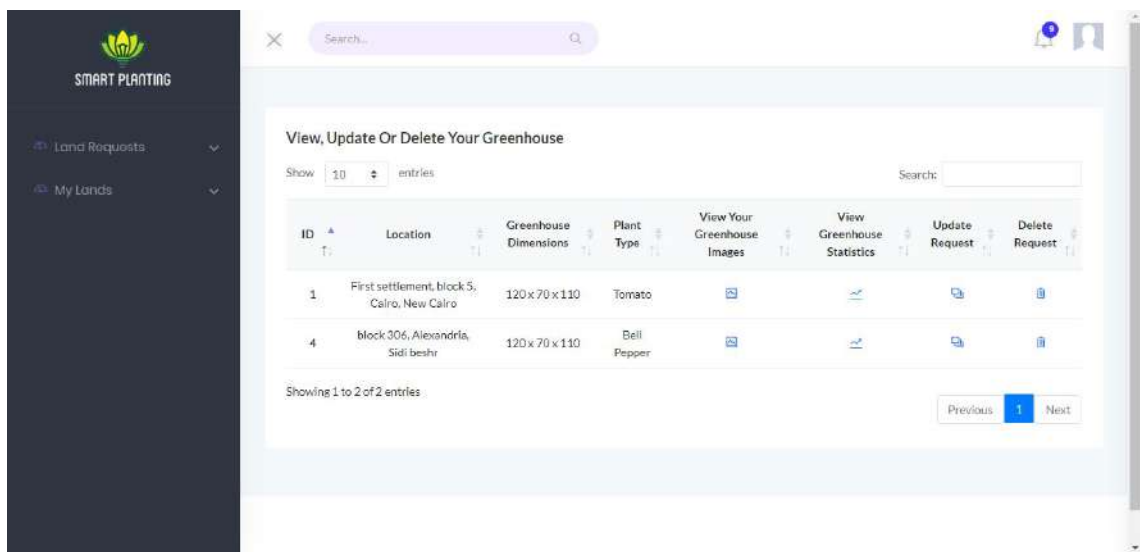 SMART PLANTING
Land Requests
My Lands
Search...
9
View, Update Or Delete Your Greenhouse
Show 10 entries
Search:
ID
Location
Greenhouse
Dimensions
Plant
Type
View Your
Greenhouse
Images
View
Greenhouse
Statistics
Update
Request
Delete
Request
1
First settlement, block 5,
Cairo, New Cairo
120 x 70 x 110
Tomato
4
block 306, Alexandria,
Sidi beshr
120 x 70 x 110
Bell
Pepper
Showing 1 to 2 of 2 entries
Previous 1 Next